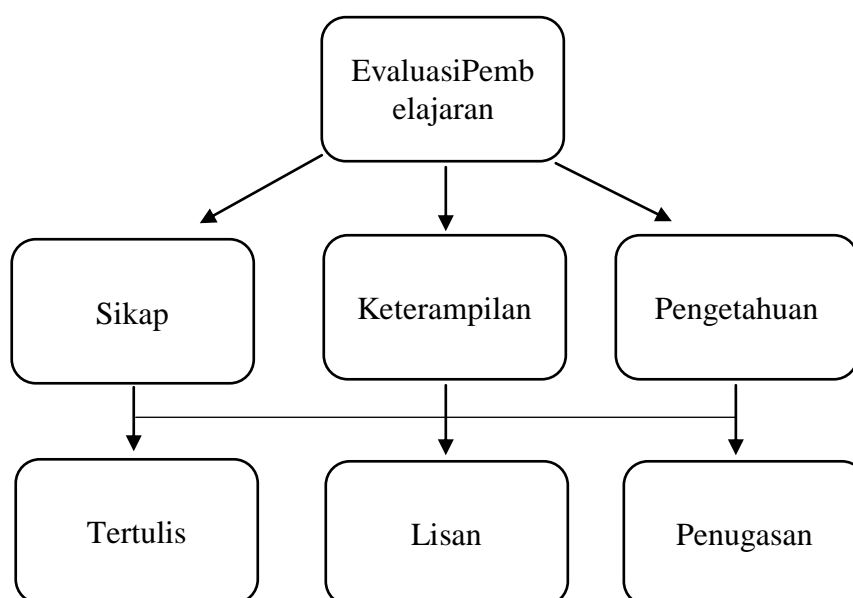 EvaluasiPemb
elajaran
Sikap
Keterampilan
Pengetahuan
Tertulis
Lisan
Penugasan